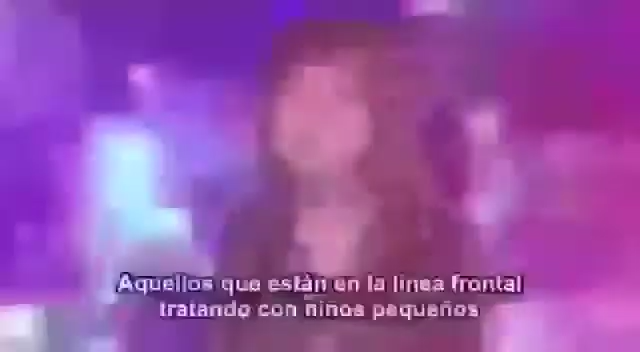 Aquellos que están en la línea frontal
tratando con niños pequeños